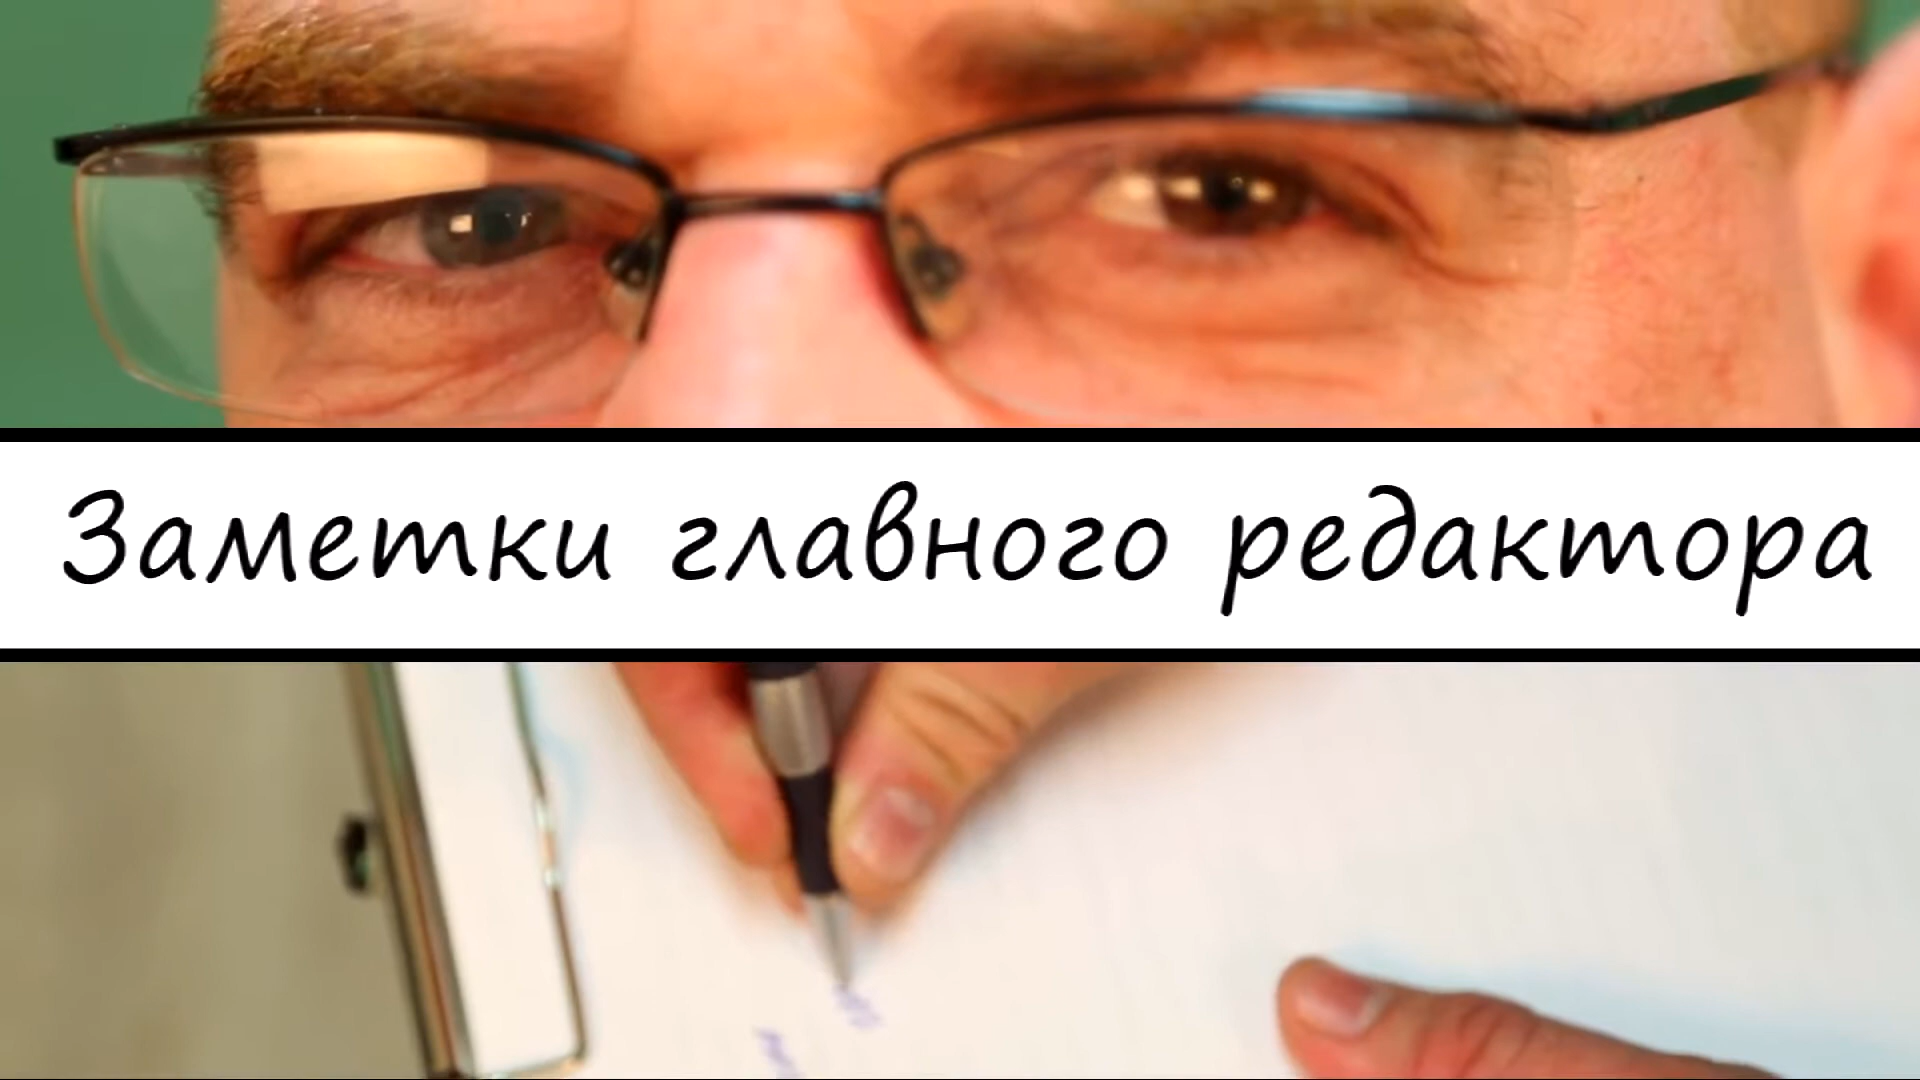 Заметки главного редактора